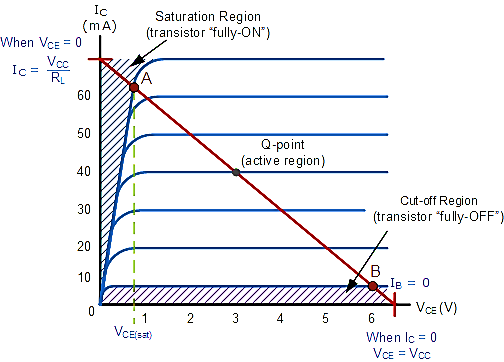 I C
(mA)
Saturation Region
(transistor "fully-ON")
When VCE = 0
IC = VCC
RL
A
60
50
Q-point
(active region)
40
30
Cut-off Region
(transistor "fully-OFF")
20
10
B
IB = 0
0
1
2
3
4
5
6
VCE (V)
VCE(sat)
When IC = 0
VCE = VCC